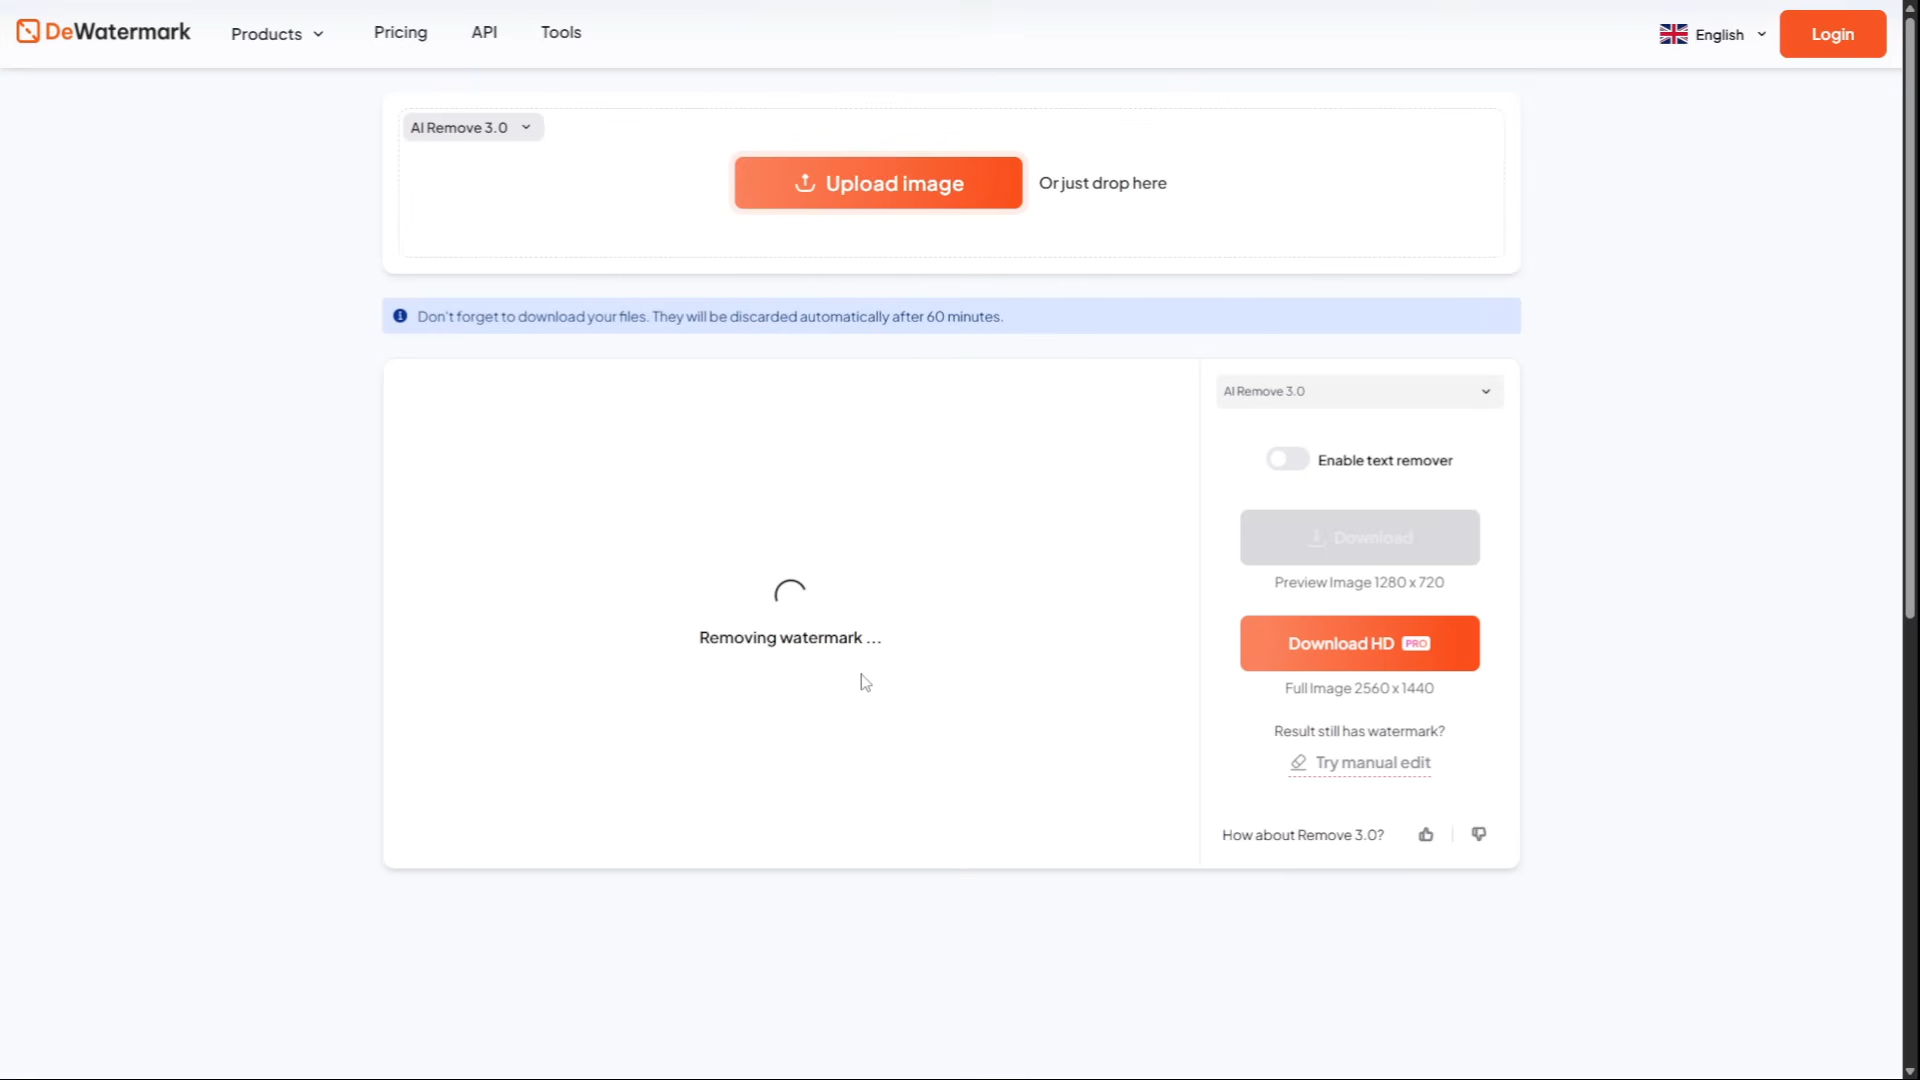 DeWatermark Products Pricing API Tools English Login
AI Remove 3.0
Upload image Or just drop here
Don't forget to download your files. They will be discarded automatically after 60 minutes.
AI Remove 3.0
Enable text remover
Download
Preview Image 1280 x 720
Removing watermark ...
Download HD PRO
Full Image 2560 x 1440
Result still has watermark?
Try manual edit
How about Remove 3.0?